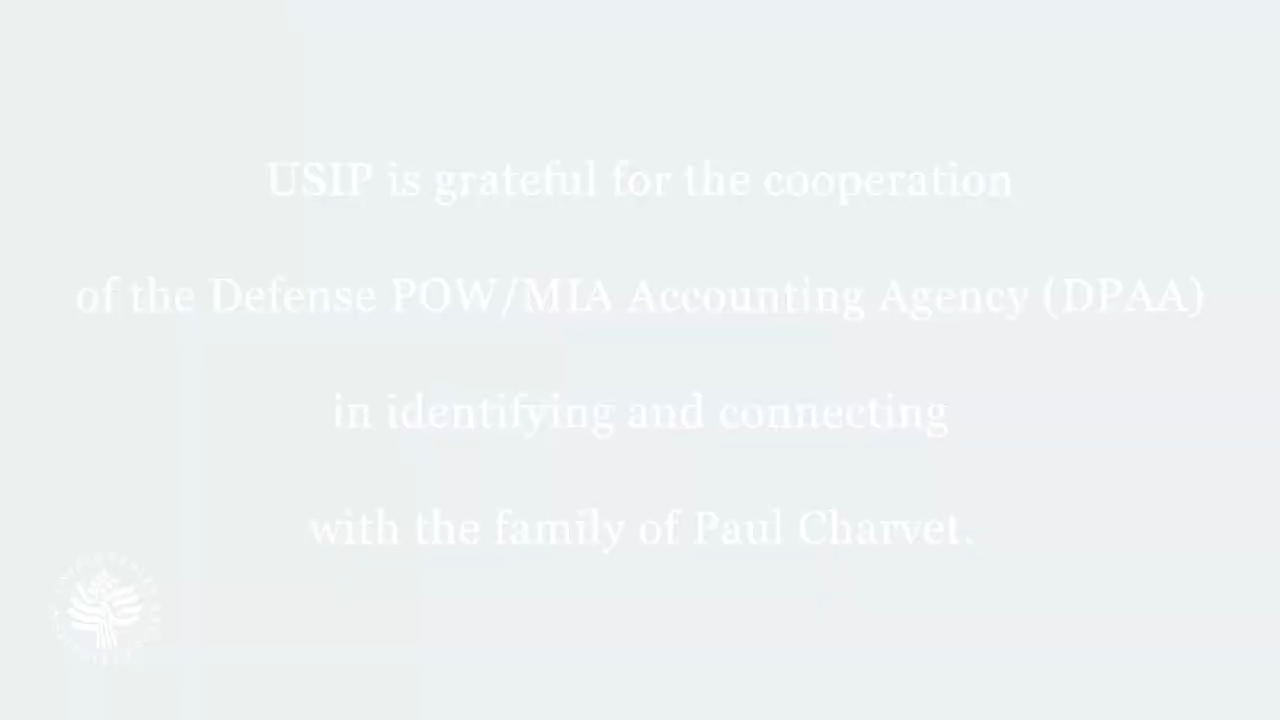 USIP is grateful for the cooperation
of the Defense POW/MIA Accounting Agency (DPAA)
in identifying and connecting
with the family of Paul Charvet.